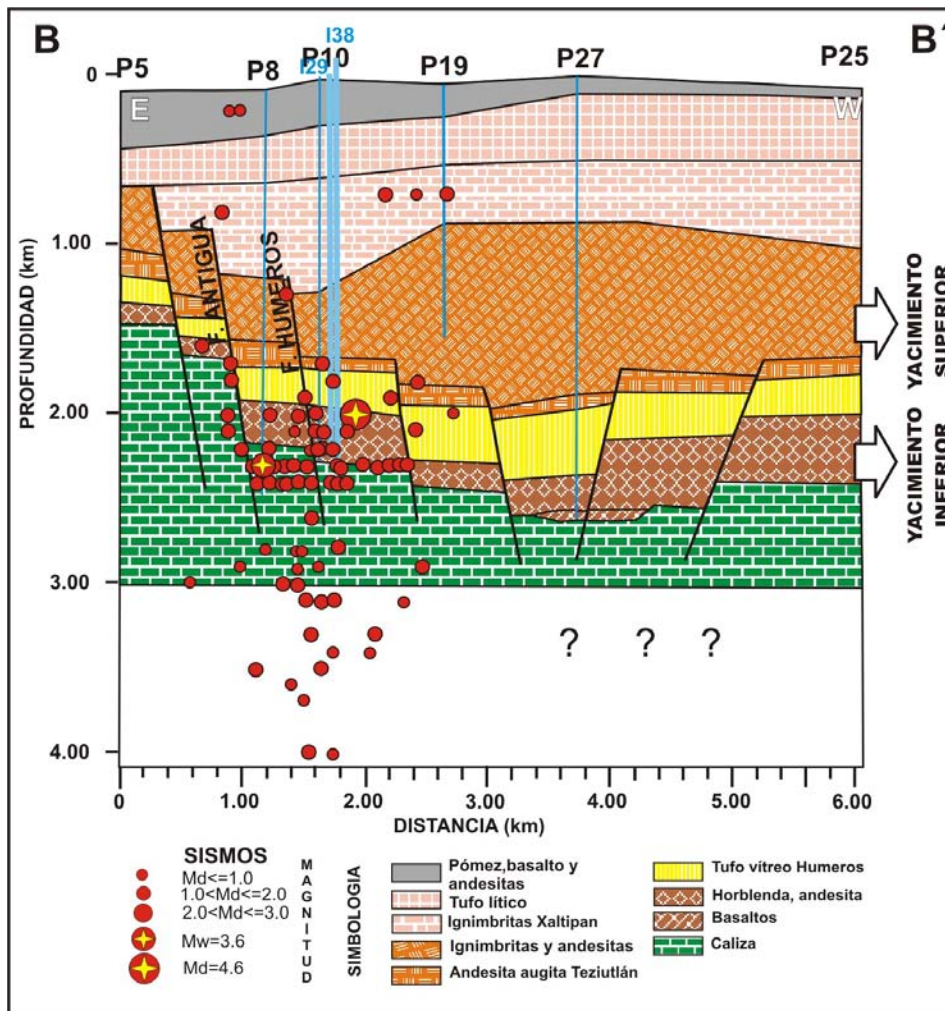 B
B´
I38
P5
P8
I29
P10
P19
P27
P25
E
W
0
1.00
2.00
3.00
4.00
PROFUNDIDAD (km)
F. ANTIGUA
F. HUMEROS
YACIMIENTO
SUPERIOR
YACIMIENTO
INFERIOR
? ? ?
0 1.00 2.00 3.00 4.00 5.00 6.00
DISTANCIA (km)
SISMOS
Md<=1.0
1.0<Md<=2.0
2.0<Md<=3.0
Mw=3.6
Md=4.6
MAGNITUD
SIMBOLOGIA
Pómez,basalto y
andesitas
Tufo lítico
Ignimbritas Xaltipan
Ignimbritas y andesitas
Andesita augita Teziutlán
Tufo vítreo Humeros
Horblenda, andesita
Basaltos
Caliza